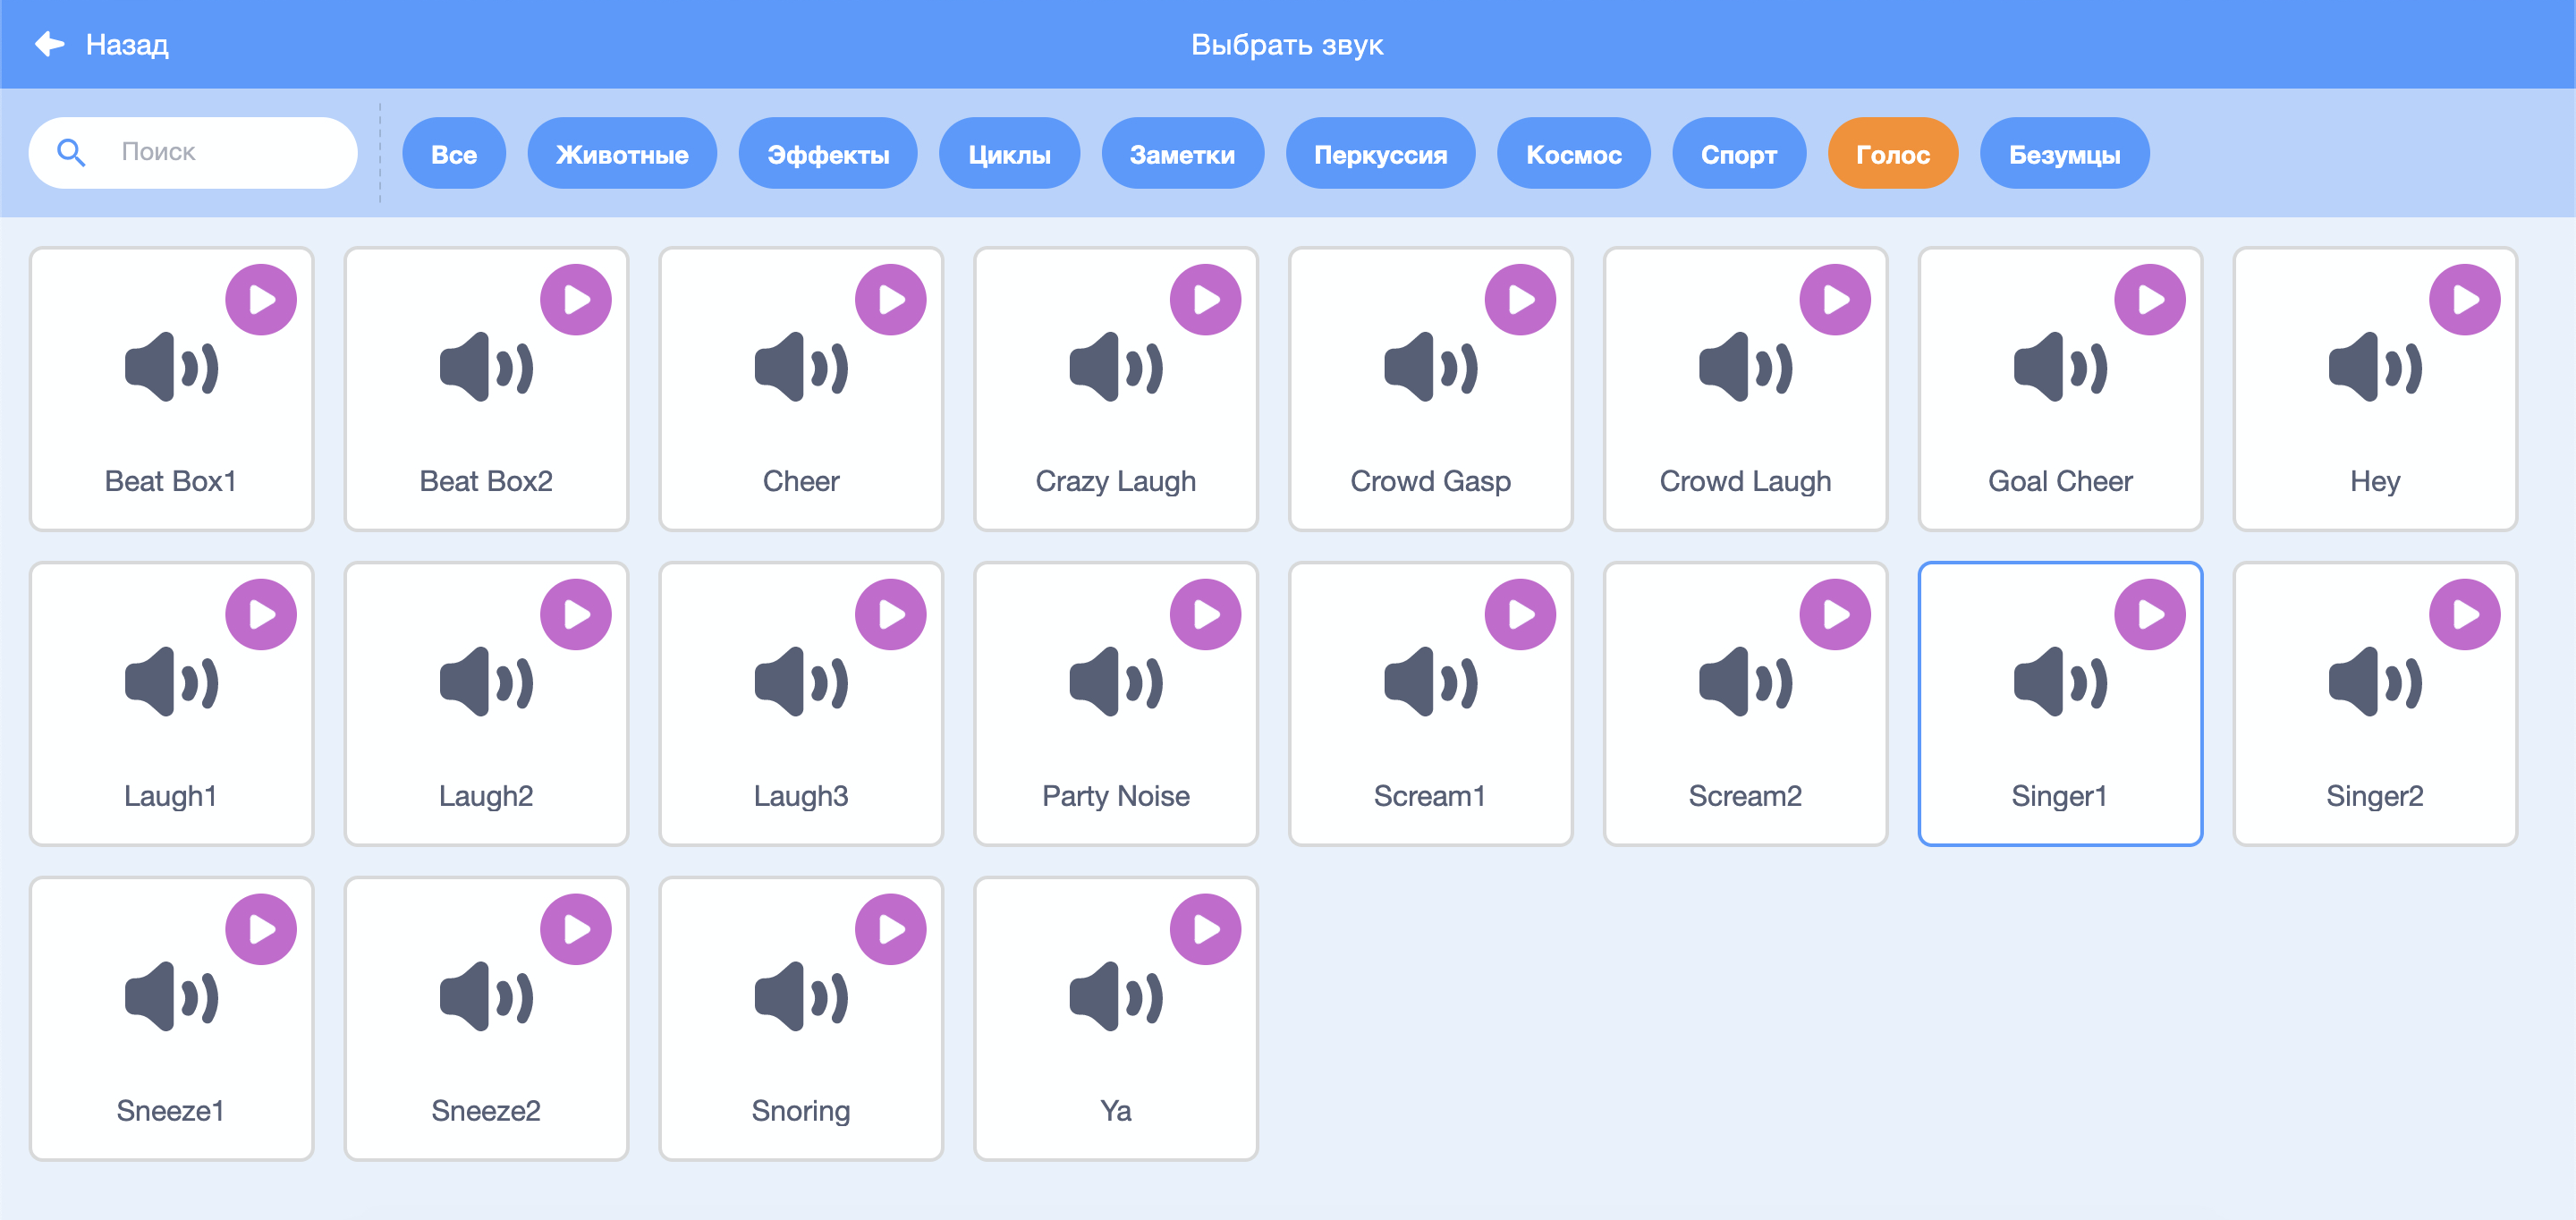 Назад
Выбрать звук
Поиск
Все
Животные
Эффекты
Циклы
Заметки
Перкуссия
Космос
Спорт
Голос
Безумцы
Beat Box1
Beat Box2
Cheer
Crazy Laugh
Crowd Gasp
Crowd Laugh
Goal Cheer
Hey
Laugh1
Laugh2
Laugh3
Party Noise
Scream1
Scream2
Singer1
Singer2
Sneeze1
Sneeze2
Snoring
Ya